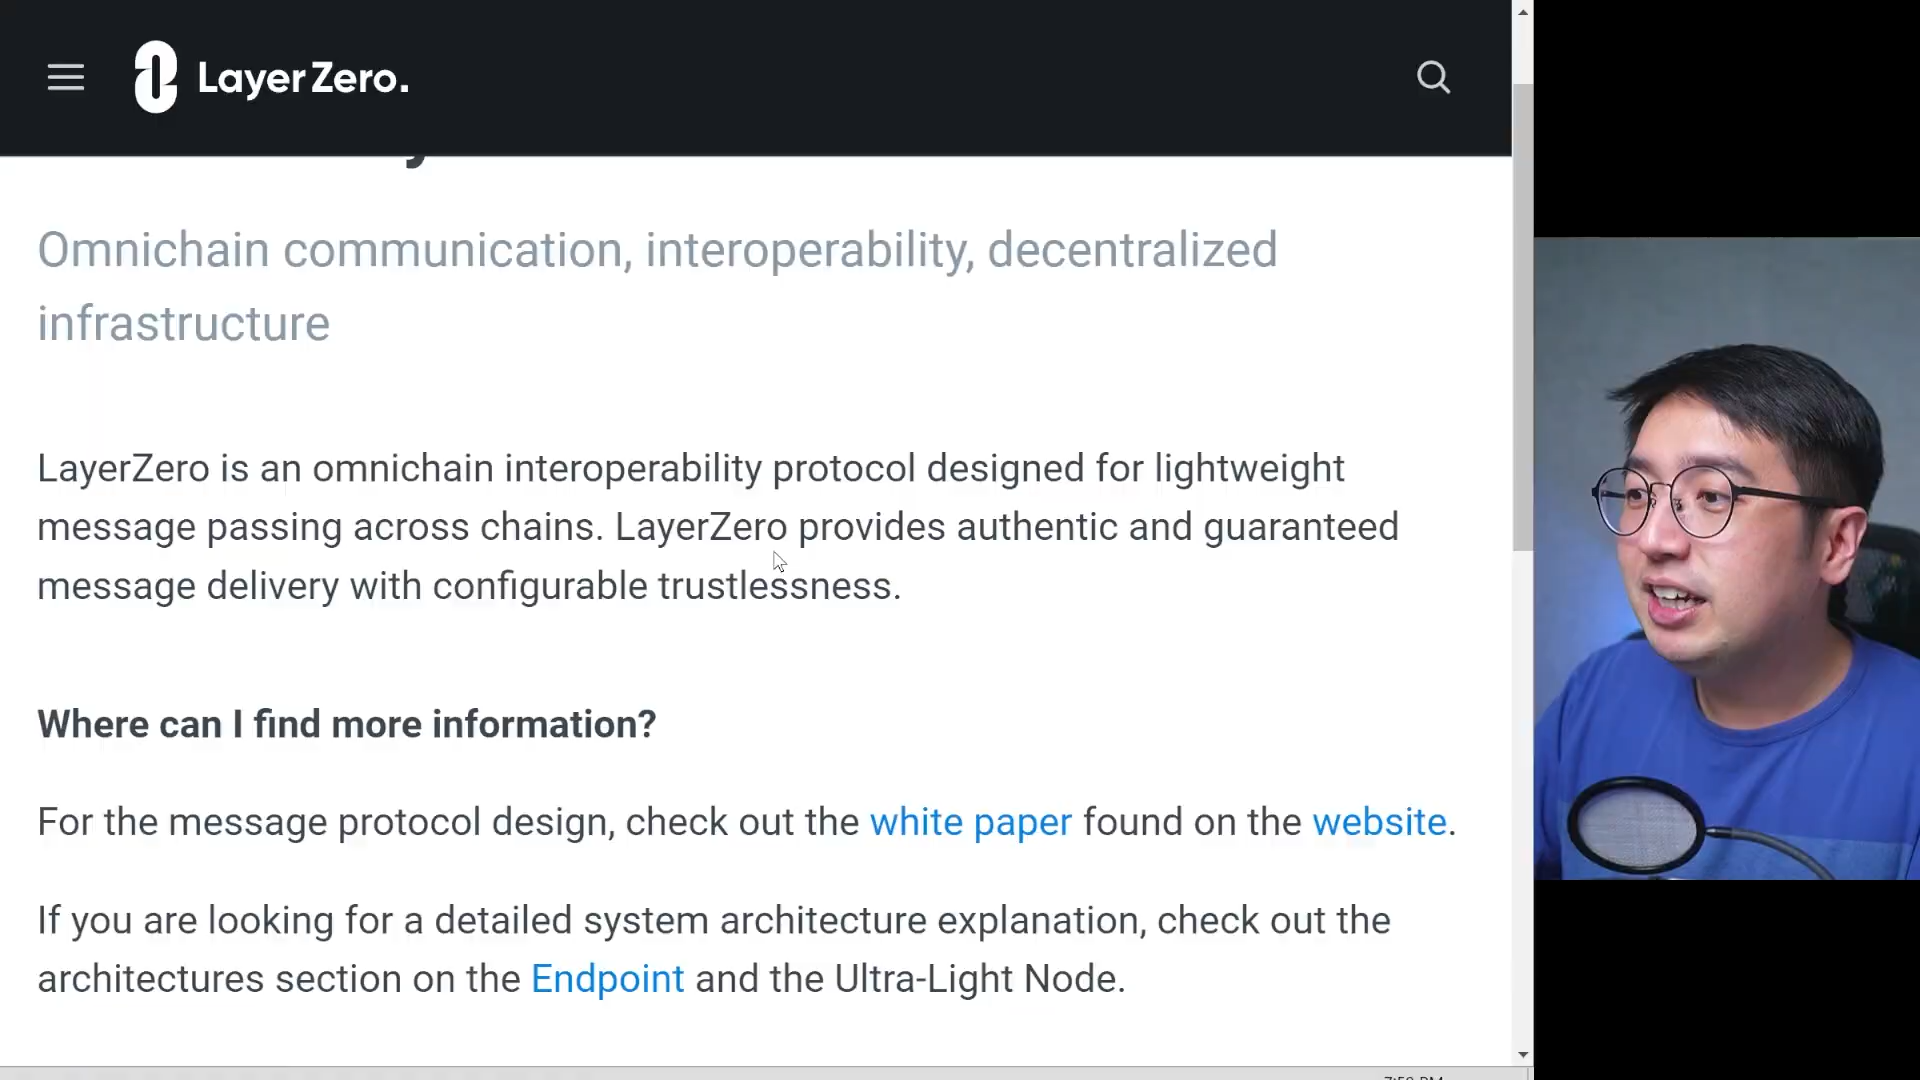 LayerZero.
Omnichain communication, interoperability, decentralized
infrastructure
LayerZero is an omnichain interoperability protocol designed for lightweight
message passing across chains. LayerZero provides authentic and guaranteed
message delivery with configurable trustlessness.
Where can I find more information?
For the message protocol design, check out the white paper found on the website.
If you are looking for a detailed system architecture explanation, check out the
architectures section on the Endpoint and the Ultra-Light Node.